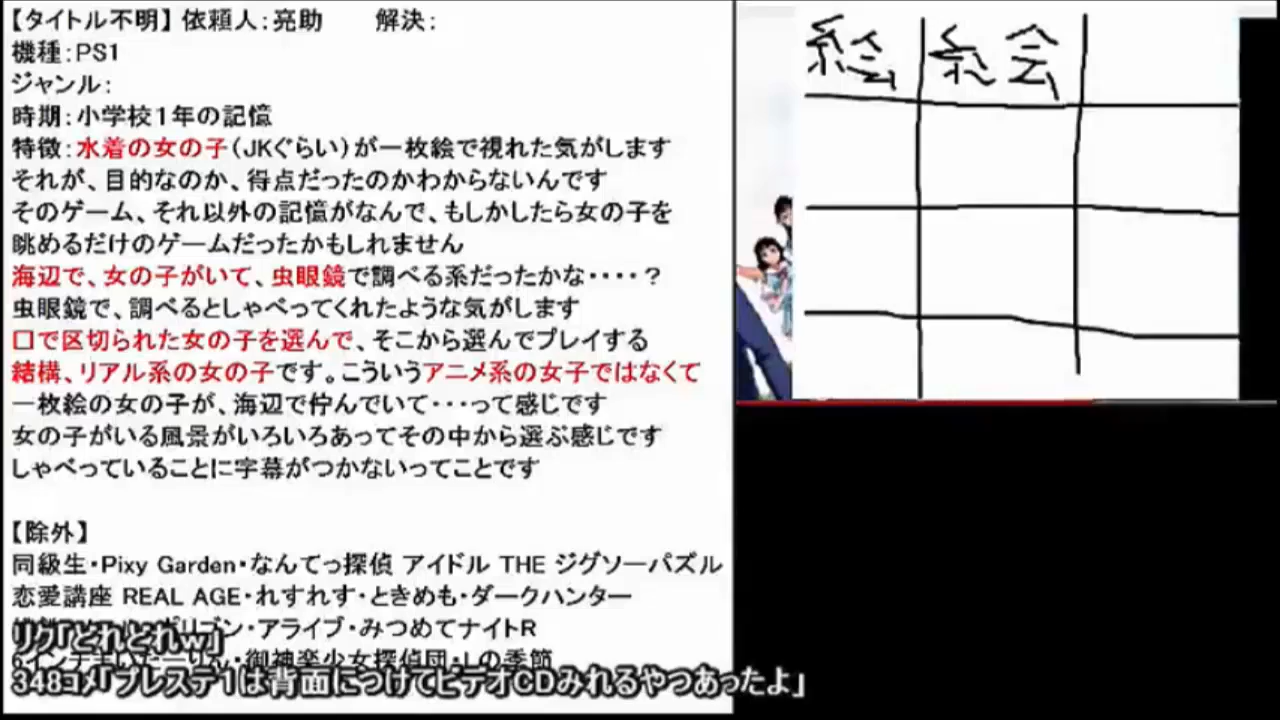 【タイトル不明】依頼人：亮助　　解決：
機種：PS1
ジャンル：
時期：小学校１年の記憶
特徴：水着の女の子（JKぐらい）が一枚絵で視れた気がします
それが、目的なのか、得点だったのかわからないんです
そのゲーム、それ以外の記憶がなんで、もしかしたら女の子を
眺めるだけのゲームだったかもしれません
海辺で、女の子がいて、虫眼鏡で調べる系だったかな・・・・？
虫眼鏡で、調べるとしゃべってくれたような気がします
口で区切られた女の子を選んで、そこから選んでプレイする
結構、リアル系の女の子です。こういうアニメ系の女子ではなくて
一枚絵の女の子が、海辺で佇んでいて・・・って感じです
女の子がいる風景がいろいろあってその中から選ぶ感じです
しゃべっていることに字幕がつかないってことです
【除外】
同級生・Pixy Garden・なんてっ探偵 アイドル THE ジグソーパズル
恋愛講座 REAL AGE・れすれす・ときめも・ダークハンター
リボン・アライブ・みつめてナイトR
リク「どれどれｗ」
御神楽少女探偵団・Lの季節
348コメ「プレステ1は背面につけてビデオCDみれるやつあったよ」
絵 絵